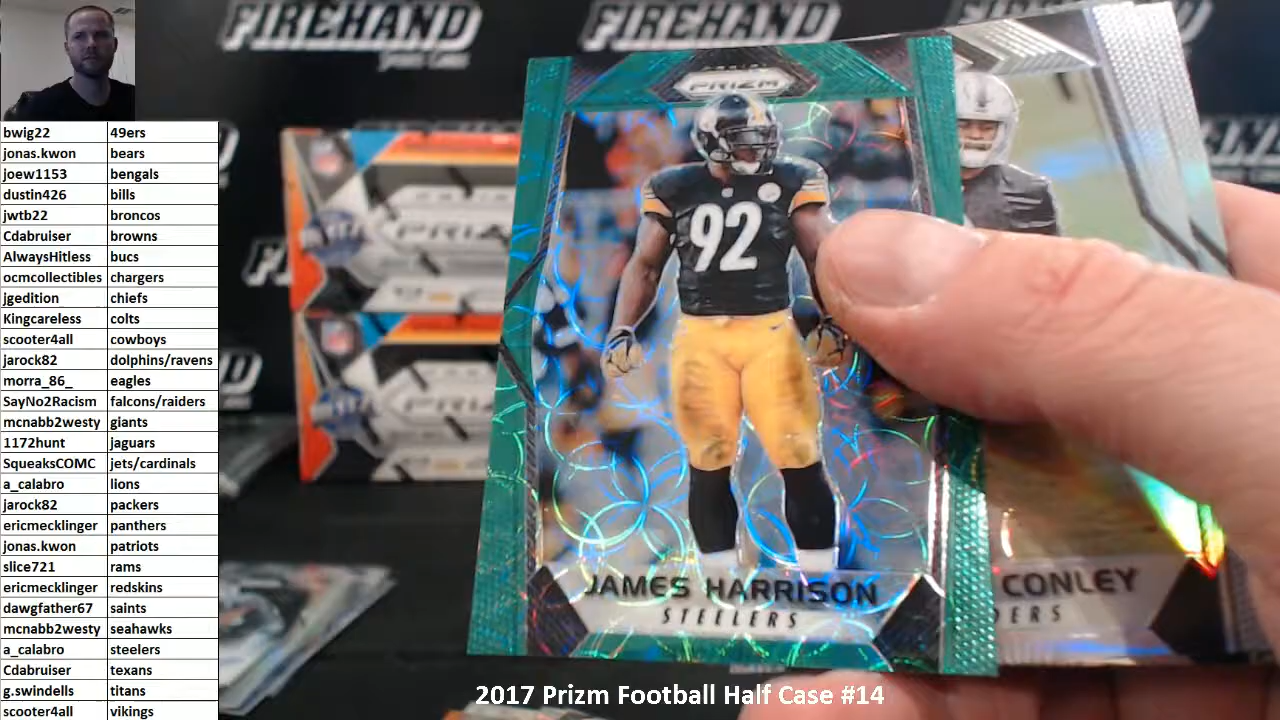 FIREHAND
FIREHAND
bwig22 49ers
jonas.kwon bears
joew1153 bengals
dustin426 bills
jwtb22 broncos
Cdabruiser browns
AlwaysHitless bucs
ocmcollectibles chargers
jgedition chiefs
Kingcareless colts
scooter4all cowboys
jarock82 dolphins/ravens
morra_86_ eagles
SayNo2Racism falcons/raiders
mcnabb2westy giants
1172hunt jaguars
SqueaksCOMC jets/cardinals
a_calabro lions
jarock82 packers
ericmecklinger panthers
jonas.kwon patriots
slice721 rams
ericmecklinger redskins
dawgfather67 saints
mcnabb2westy seahawks
a_calabro steelers
Cdabruiser texans
g.swindells titans
scooter4all vikings
PANINI
PRIZM
92
JAMES HARRISON
STEELERS
CONLEY
DERS
2017 Prizm Football Half Case #14